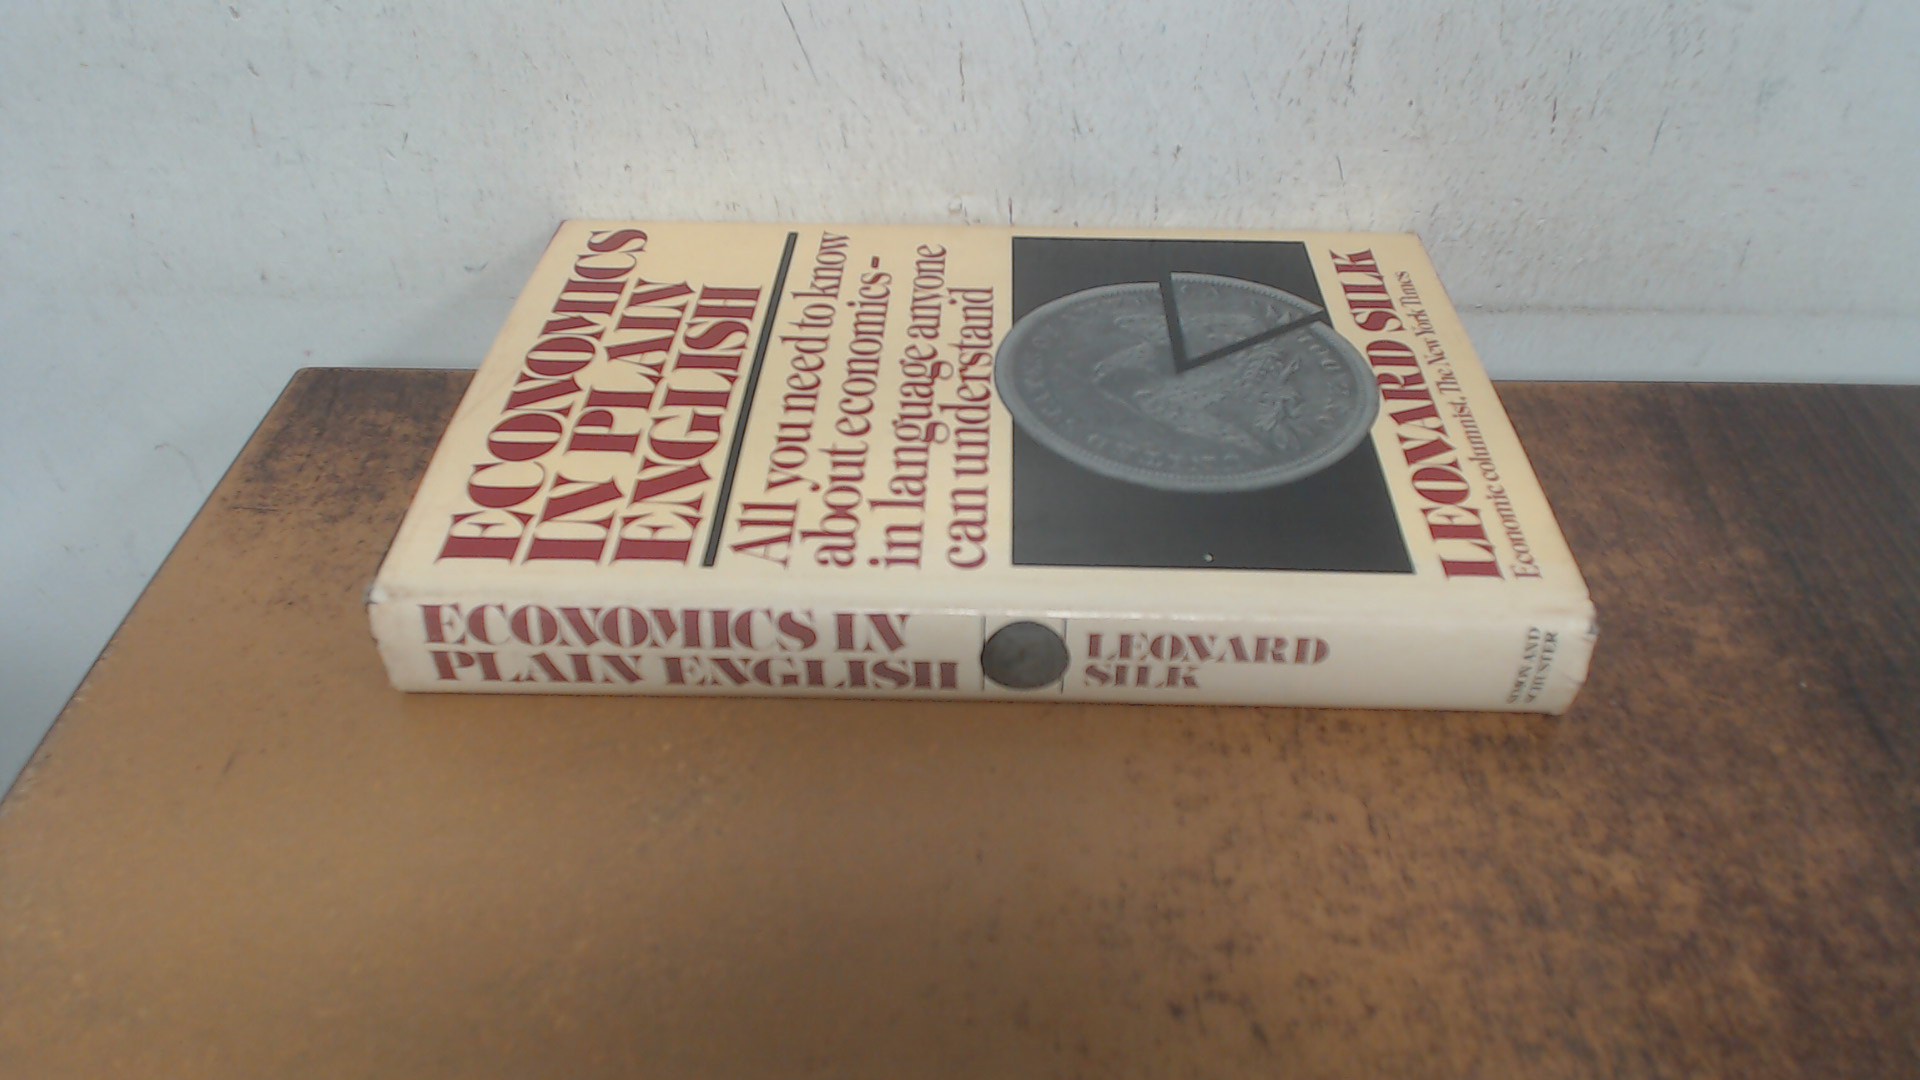 ECONOMICS
IN PLAIN
ENGLISH
All you need to know
about economics-
in language anyone
can understand
LEONARD SILK
Economic columnist, The New York Times
ECONOMICS IN
PLAIN ENGLISH
LEONARD
SILK
SIMON AND
SCHUSTER